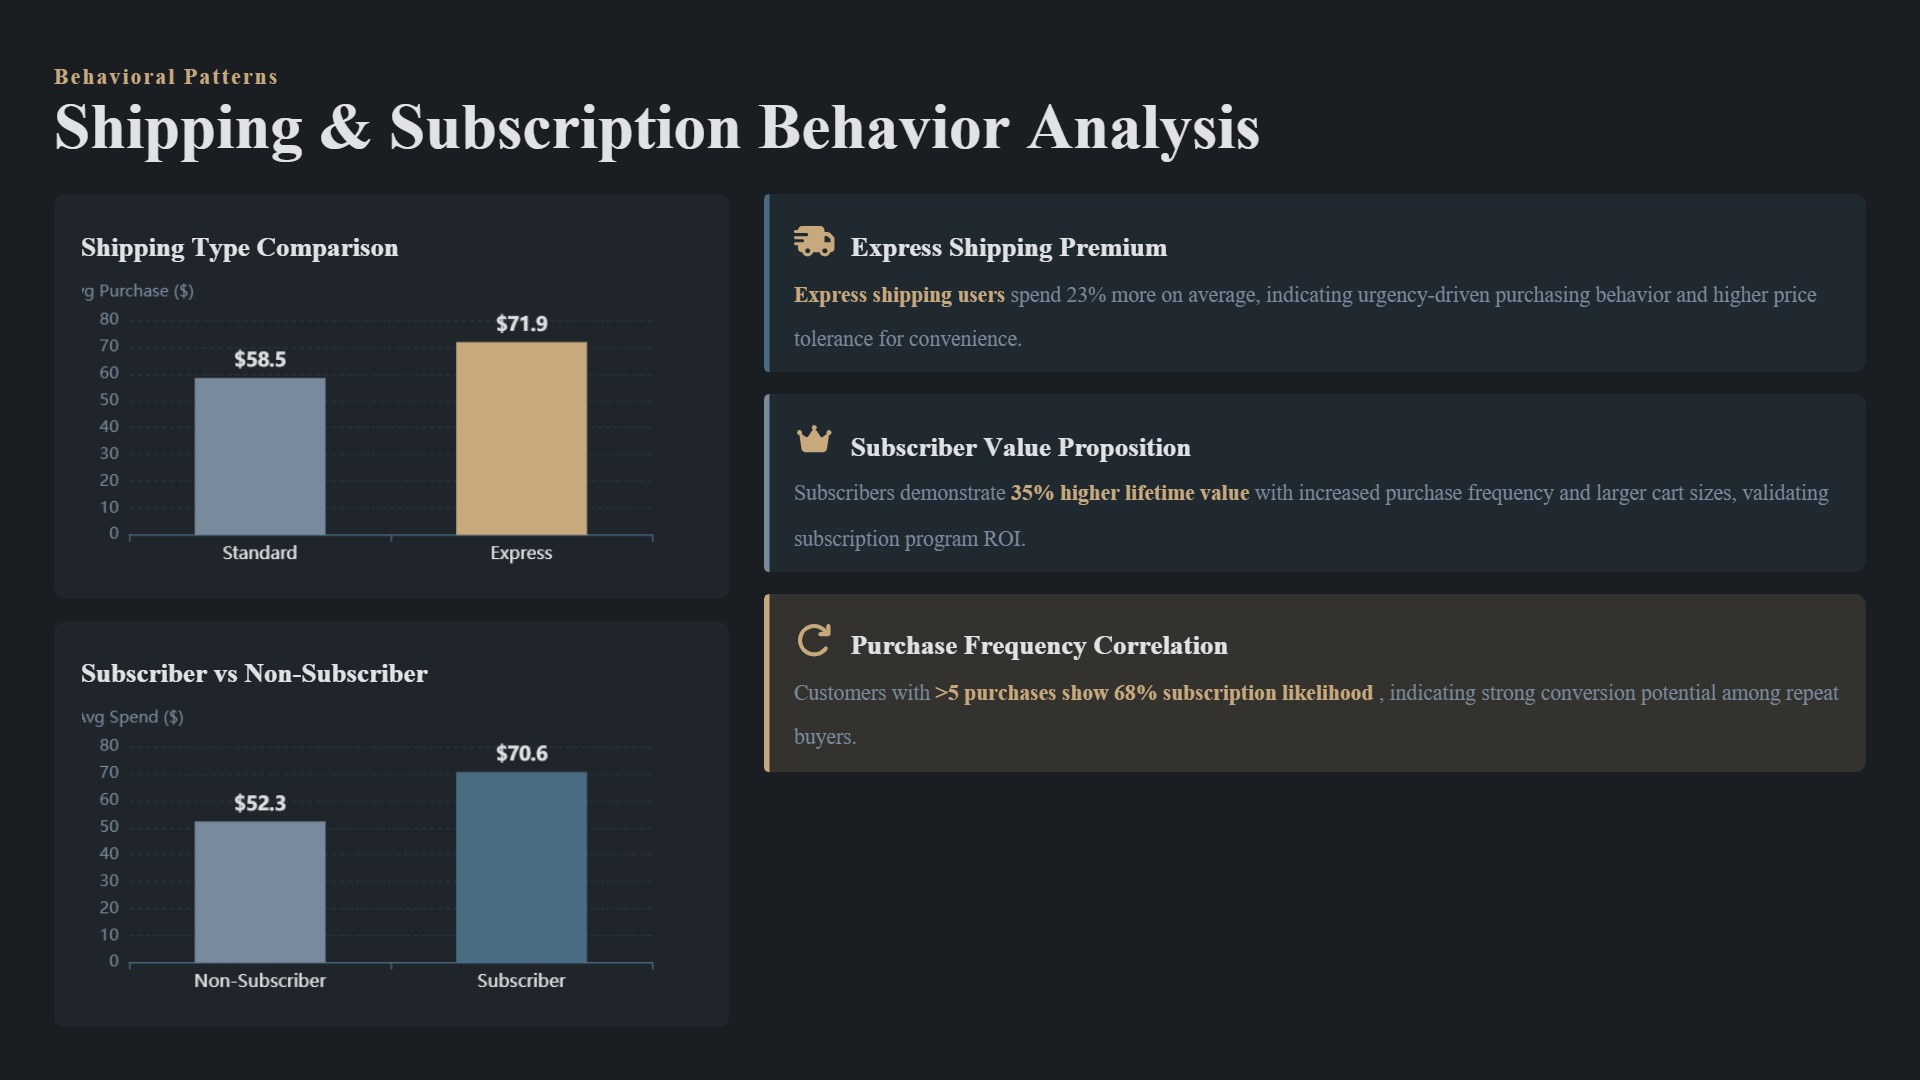 Behavioral Patterns
Shipping & Subscription Behavior Analysis
Shipping Type Comparison
vg Purchase ($)
80
70
60
50
40
30
20
10
0
$58.5
$71.9
Standard
Express
Subscriber vs Non-Subscriber
Avg Spend ($)
80
70
60
50
40
30
20
10
0
$52.3
$70.6
Non-Subscriber
Subscriber
Express Shipping Premium
Express shipping users spend 23% more on average, indicating urgency-driven purchasing behavior and higher price
tolerance for convenience.
Subscriber Value Proposition
Subscribers demonstrate 35% higher lifetime value with increased purchase frequency and larger cart sizes, validating
subscription program ROI.
Purchase Frequency Correlation
Customers with >5 purchases show 68% subscription likelihood , indicating strong conversion potential among repeat
buyers.